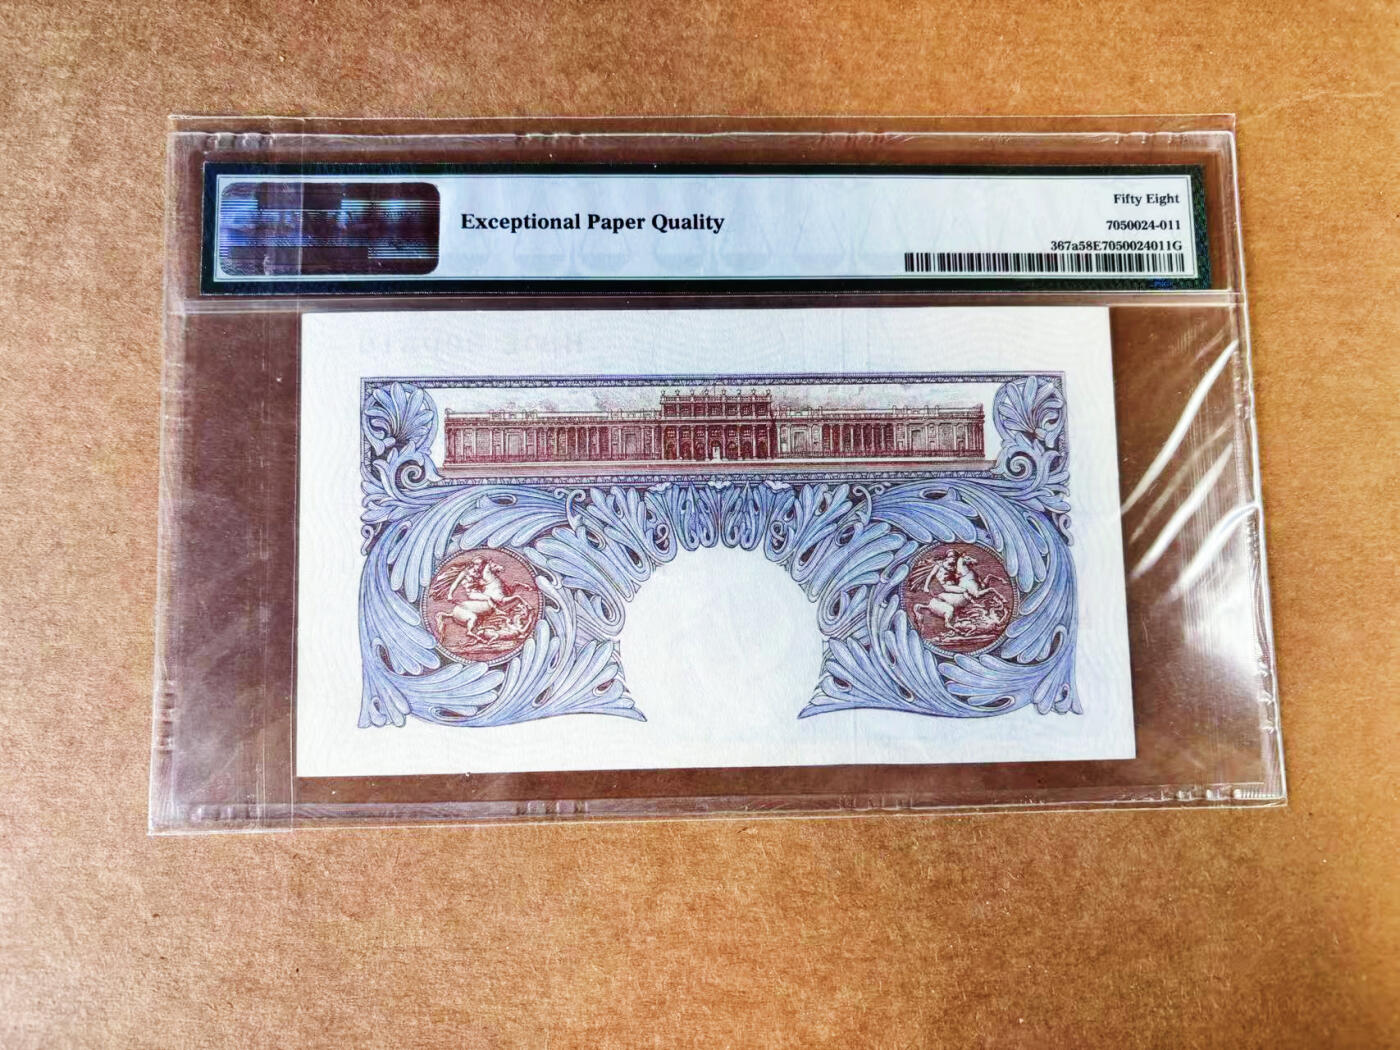 Exceptional Paper Quality
Fifty Eight
7050024-011
367a58E7050024011G